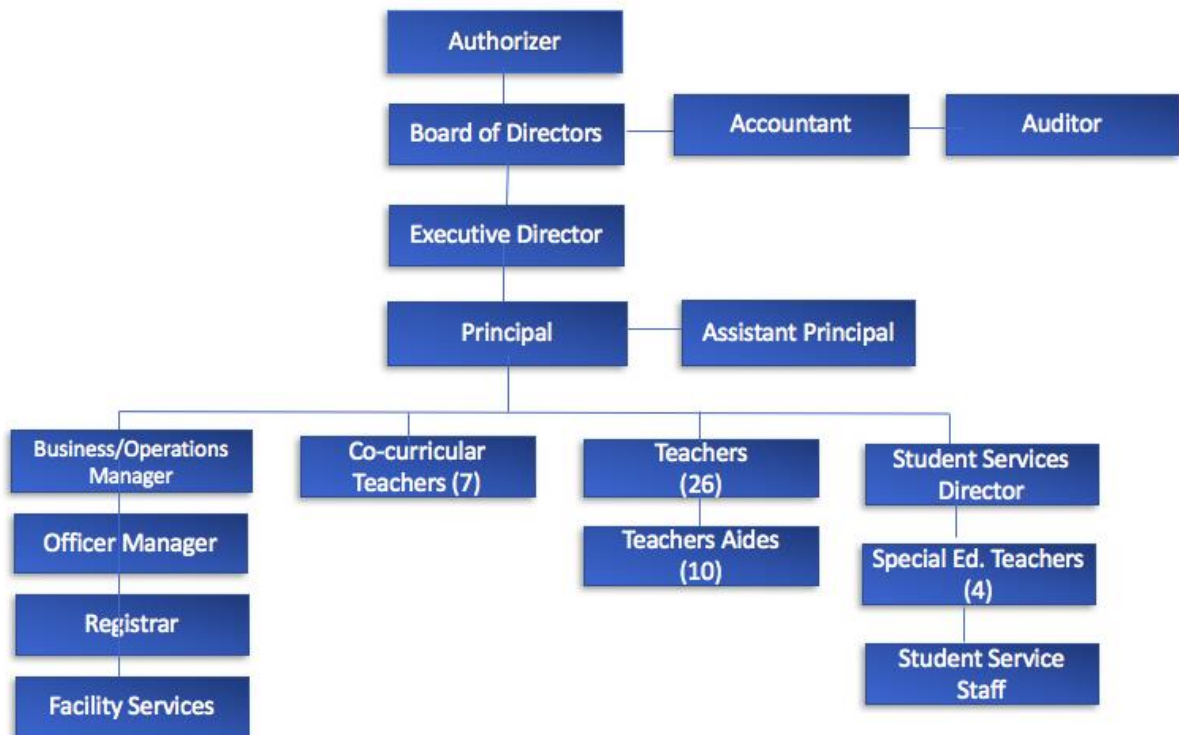 Authorizer
Board of Directors
Accountant
Auditor
Executive Director
Principal
Assistant Principal
Business/Operations
Manager
Officer Manager
Registrar
Facility Services
Co-curricular
Teachers (7)
Teachers
(26)
Teachers Aides
(10)
Student Services
Director
Special Ed. Teachers
(4)
Student Service
Staff